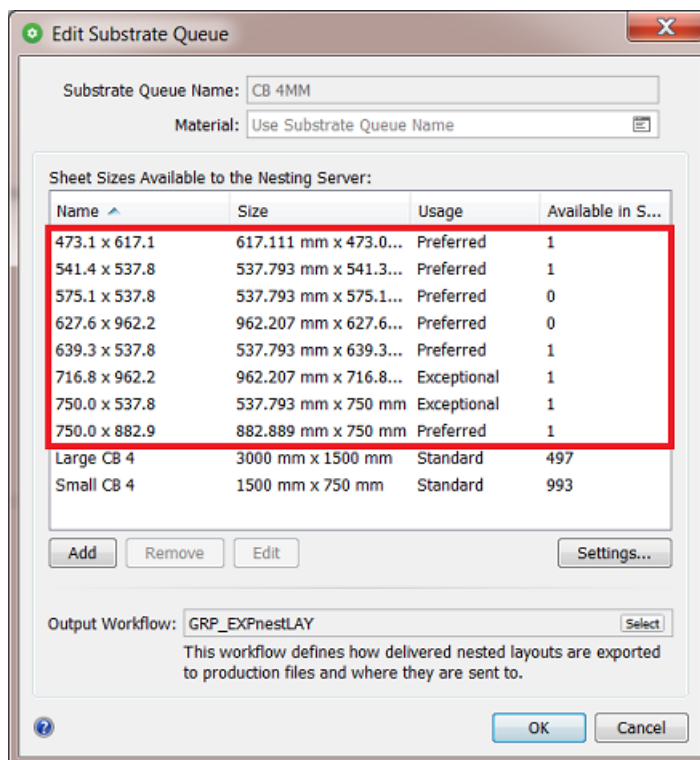 Edit Substrate Queue
Substrate Queue Name: CB 4MM
Material: Use Substrate Queue Name
Sheet Sizes Available to the Nesting Server:
Name Size Usage Available in S...
473.1 x 617.1 617.111 mm x 473.0... Preferred 1
541.4 x 537.8 537.793 mm x 541.3... Preferred 1
575.1 x 537.8 537.793 mm x 575.1... Preferred 0
627.6 x 962.2 962.207 mm x 627.6... Preferred 0
639.3 x 537.8 537.793 mm x 639.3... Preferred 1
716.8 x 962.2 962.207 mm x 716.8... Exceptional 1
750.0 x 537.8 537.793 mm x 750 mm Exceptional 1
750.0 x 882.9 882.889 mm x 750 mm Preferred 1
Large CB 4 3000 mm x 1500 mm Standard 497
Small CB 4 1500 mm x 750 mm Standard 993
Add Remove Edit Settings...
Output Workflow: GRP_EXPnestLAY Select
This workflow defines how delivered nested layouts are exported
to production files and where they are sent to.
? OK Cancel